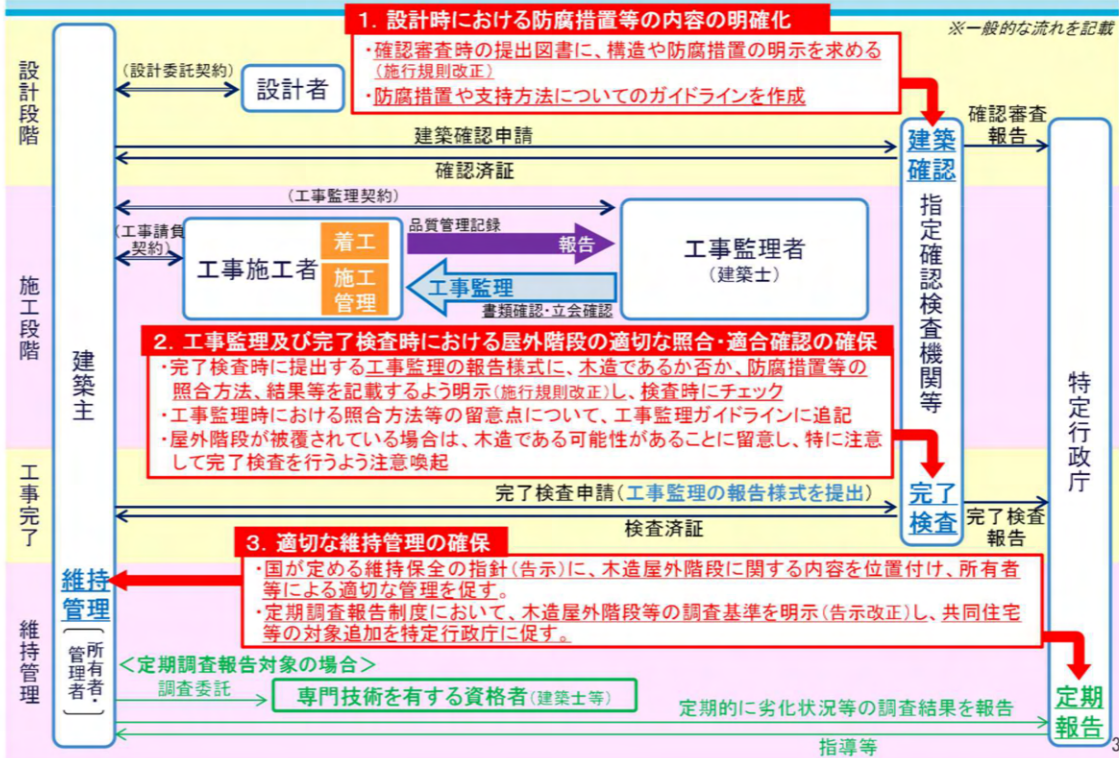 1. 設計時における防腐措置等の内容の明確化
※一般的な流れを記載
・確認審査時の提出図書に、構造や防腐措置の明示を求める
(施行規則改正)
・防腐措置や支持方法についてのガイドラインを作成
設計段階
(設計委託契約)
設計者
建築確認申請
確認済証
建築
確認
確認審査
報告
建築主
指定確認検査機関等
特定行政庁
施工段階
(工事監理契約)
(工事請負
契約)
工事施工者
着工
施工
管理
品質管理記録
報告
工事監理
書類確認・立会確認
工事監理者
(建築士)
2. 工事監理及び完了検査時における屋外階段の適切な照合・適合確認の確保
・完了検査時に提出する工事監理の報告様式に、木造であるか否か、防腐措置等の
照合方法、結果等を記載するよう明示(施行規則改正)し、検査時にチェック
・工事監理時における照合方法等の留意点について、工事監理ガイドラインに追記
・屋外階段が被覆されている場合は、木造である可能性があることに留意し、特に注意
して完了検査を行うよう注意喚起
工事完了
完了検査申請(工事監理の報告様式を提出)
検査済証
完了
検査
完了検査
報告
3. 適切な維持管理の確保
・国が定める維持保全の指針(告示)に、木造屋外階段に関する内容を位置付け、所有者
等による適切な管理を促す。
・定期調査報告制度において、木造屋外階段等の調査基準を明示(告示改正)し、共同住宅
等の対象追加を特定行政庁に促す。
維持管理
維持
管理
所有者・
管理者
<定期調査報告対象の場合>
調査委託
専門技術を有する資格者(建築士等)
定期的に劣化状況等の調査結果を報告
指導等
定期
報告
3